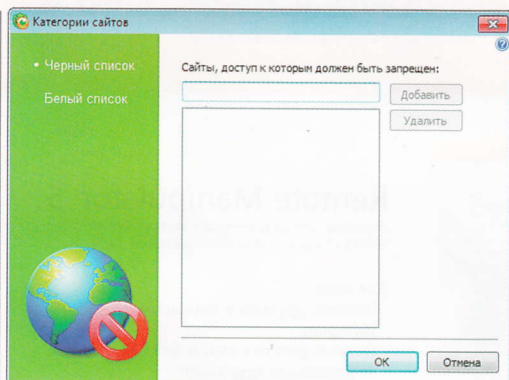 Категории сайтов
• Черный список
Белый список
Сайты, доступ к которым должен быть запрещен:
Добавить
Удалить
OK
Отмена